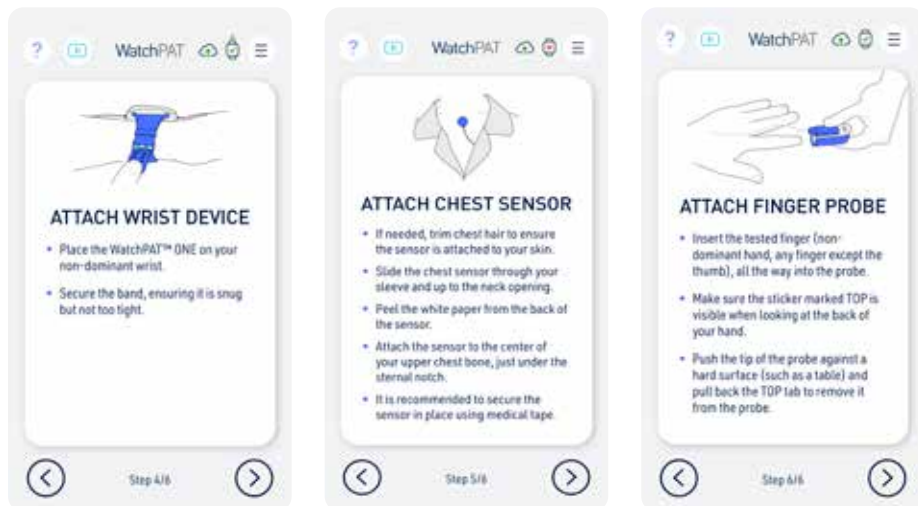 ? WatchPAT
ATTACH WRIST DEVICE
• Place the WatchPAT™ ONE on your
non-dominant wrist.
• Secure the band, ensuring it is snug
but not too tight.
Step 4/6
? WatchPAT
ATTACH CHEST SENSOR
• If needed, trim chest hair to ensure
the sensor is attached to your skin.
• Slide the chest sensor through your
sleeve and up to the neck opening.
• Peel the white paper from the back of
the sensor.
• Attach the sensor to the center of
your upper chest bone, just under the
sternal notch.
• It is recommended to secure the
sensor in place using medical tape.
Step 5/6
? WatchPAT
ATTACH FINGER PROBE
• Insert the tested finger (non-
dominant hand, any finger except the
thumb), all the way into the probe.
• Make sure the sticker marked TOP is
visible when looking at the back of
your hand.
• Push the tip of the probe against a
hard surface (such as a table) and
pull back the TOP tab to remove it
from the probe.
Step 6/6